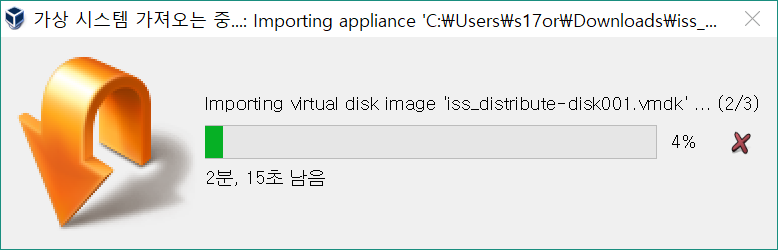 가상 시스템 가져오는 중...: Importing appliance 'C:₩Users₩s17or₩Downloads₩iss_...
Importing virtual disk image 'iss_distribute-disk001.vmdk' ... (2/3)
4%
2분, 15초 남음